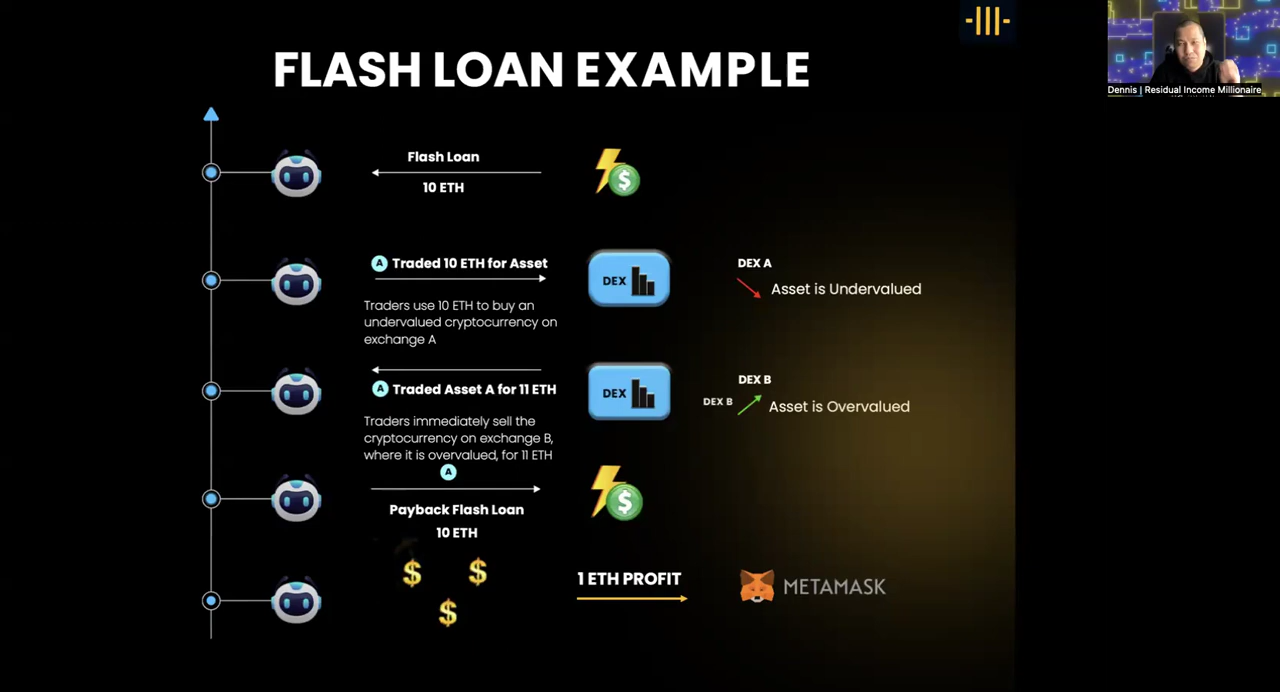 FLASH LOAN EXAMPLE
Dennis | Residual Income Millionaire
Flash Loan
10 ETH
A Traded 10 ETH for Asset
Traders use 10 ETH to buy an
undervalued cryptocurrency on
exchange A
DEX
DEX A
Asset is Undervalued
A Traded Asset A for 11 ETH
Traders immediately sell the
cryptocurrency on exchange B,
where it is overvalued, for 11 ETH
DEX
DEX B
DEX B
Asset is Overvalued
A
Payback Flash Loan
10 ETH
1 ETH PROFIT
METAMASK